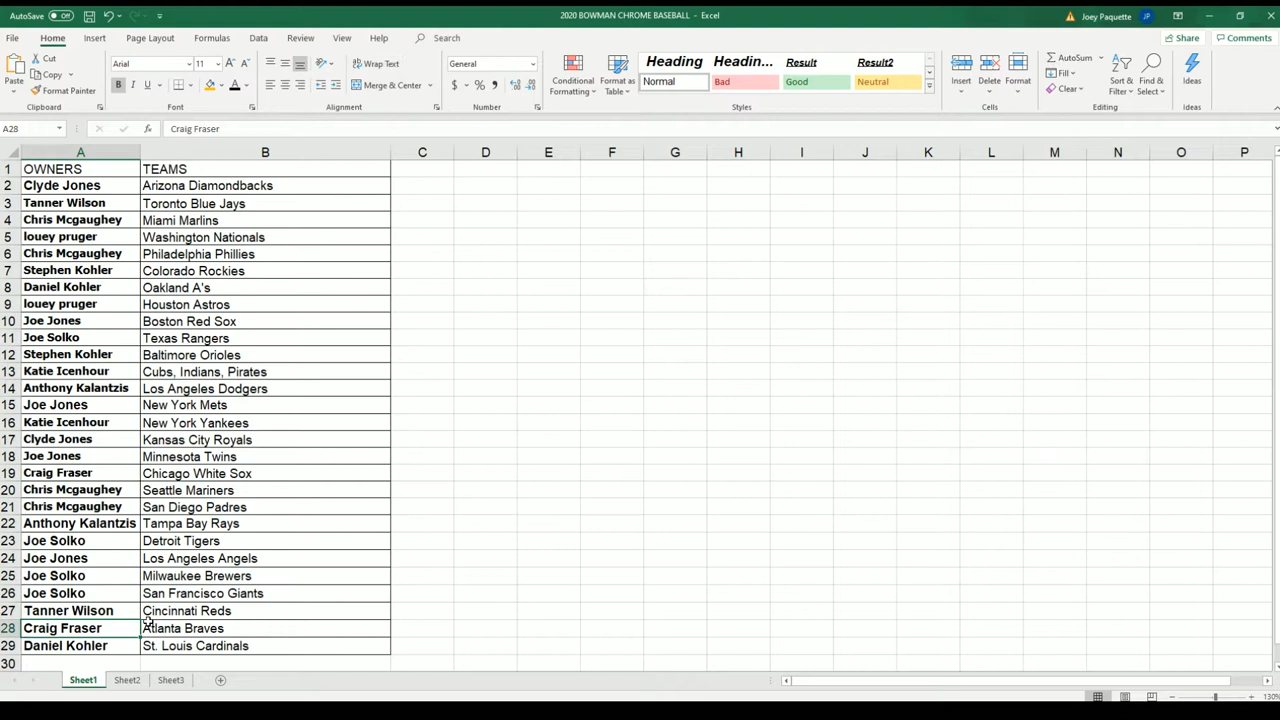 AutoSave Off
2020 BOWMAN CHROME BASEBALL - Excel
Joey Paquette JP
File Home Insert Page Layout Formulas Data Review View Help Search
Share Comments
Paste Cut Copy Format Painter Clipboard
Arial 11 B I U Font
Wrap Text Merge & Center Alignment
General $ % Number
Conditional Formatting Format as Table
Heading Headin... Result Result2
Normal Bad Good Neutral
Styles
Insert Delete Format Cells
AutoSum Fill Clear Sort & Filter Find & Select Editing
Ideas Ideas
A28 fx Craig Fraser
A B C D E F G H I J K L M N O P
1 OWNERS TEAMS
2 Clyde Jones Arizona Diamondbacks
3 Tanner Wilson Toronto Blue Jays
4 Chris Mcgaughey Miami Marlins
5 louey pruger Washington Nationals
6 Chris Mcgaughey Philadelphia Phillies
7 Stephen Kohler Colorado Rockies
8 Daniel Kohler Oakland A's
9 louey pruger Houston Astros
10 Joe Jones Boston Red Sox
11 Joe Solko Texas Rangers
12 Stephen Kohler Baltimore Orioles
13 Katie Icenhour Cubs, Indians, Pirates
14 Anthony Kalantzis Los Angeles Dodgers
15 Joe Jones New York Mets
16 Katie Icenhour New York Yankees
17 Clyde Jones Kansas City Royals
18 Joe Jones Minnesota Twins
19 Craig Fraser Chicago White Sox
20 Chris Mcgaughey Seattle Mariners
21 Chris Mcgaughey San Diego Padres
22 Anthony Kalantzis Tampa Bay Rays
23 Joe Solko Detroit Tigers
24 Joe Jones Los Angeles Angels
25 Joe Solko Milwaukee Brewers
26 Joe Solko San Francisco Giants
27 Tanner Wilson Cincinnati Reds
28 Craig Fraser Atlanta Braves
29 Daniel Kohler St. Louis Cardinals
30
Sheet1 Sheet2 Sheet3
130%